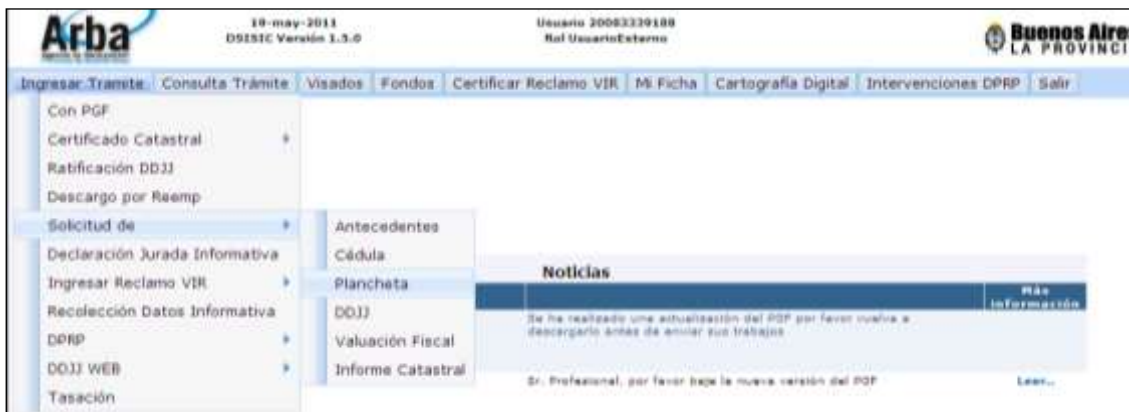 Arba
19-may-2011
DSISIC Versión 1.5.0
Usuario 20083339188
Rol UsuarioExterno
Buenos Aires
LA PROVINCI
Ingresar Tramite Consulta Trámite Visados Fondos Certificar Reclamo VIR Mi Ficha Cartografía Digital Intervenciones DPRP Salir
Con PGF
Certificado Catastral
Ratificación DDJJ
Descargo por Reemp
Solicitud de
Declaración Jurada Informativa
Ingresar Reclamo VIR
Recolección Datos Informativa
DPRP
DDJJ WEB
Tasación
Antecedentes
Cédula
Plancheta
DDJJ
Valuación Fiscal
Informe Catastral
Noticias
Más
información
Se ha realizado una actualización del PGF por favor vuelva a
descargarlo antes de enviar sus trabajos
Sr. Profesional, por favor baje la nueva versión del PGF
Leer...